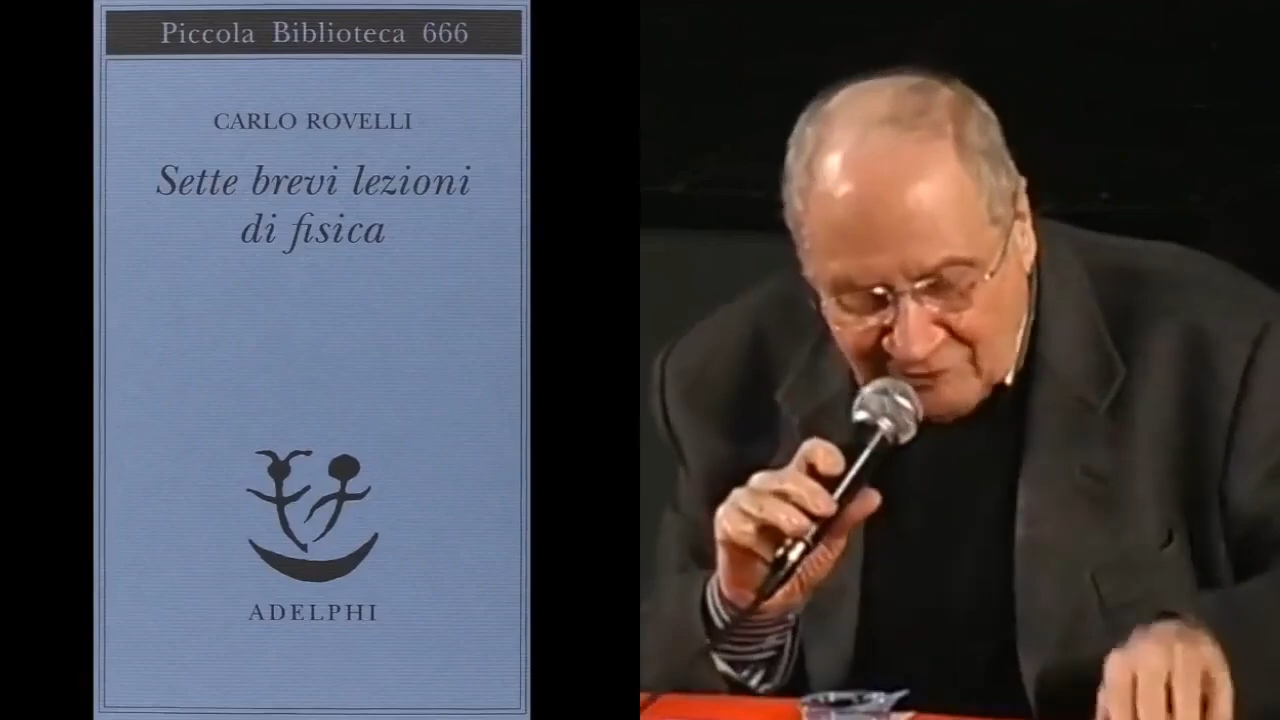 Piccola Biblioteca 666
CARLO ROVELLI
Sette brevi lezioni
di fisica
ADELPHI